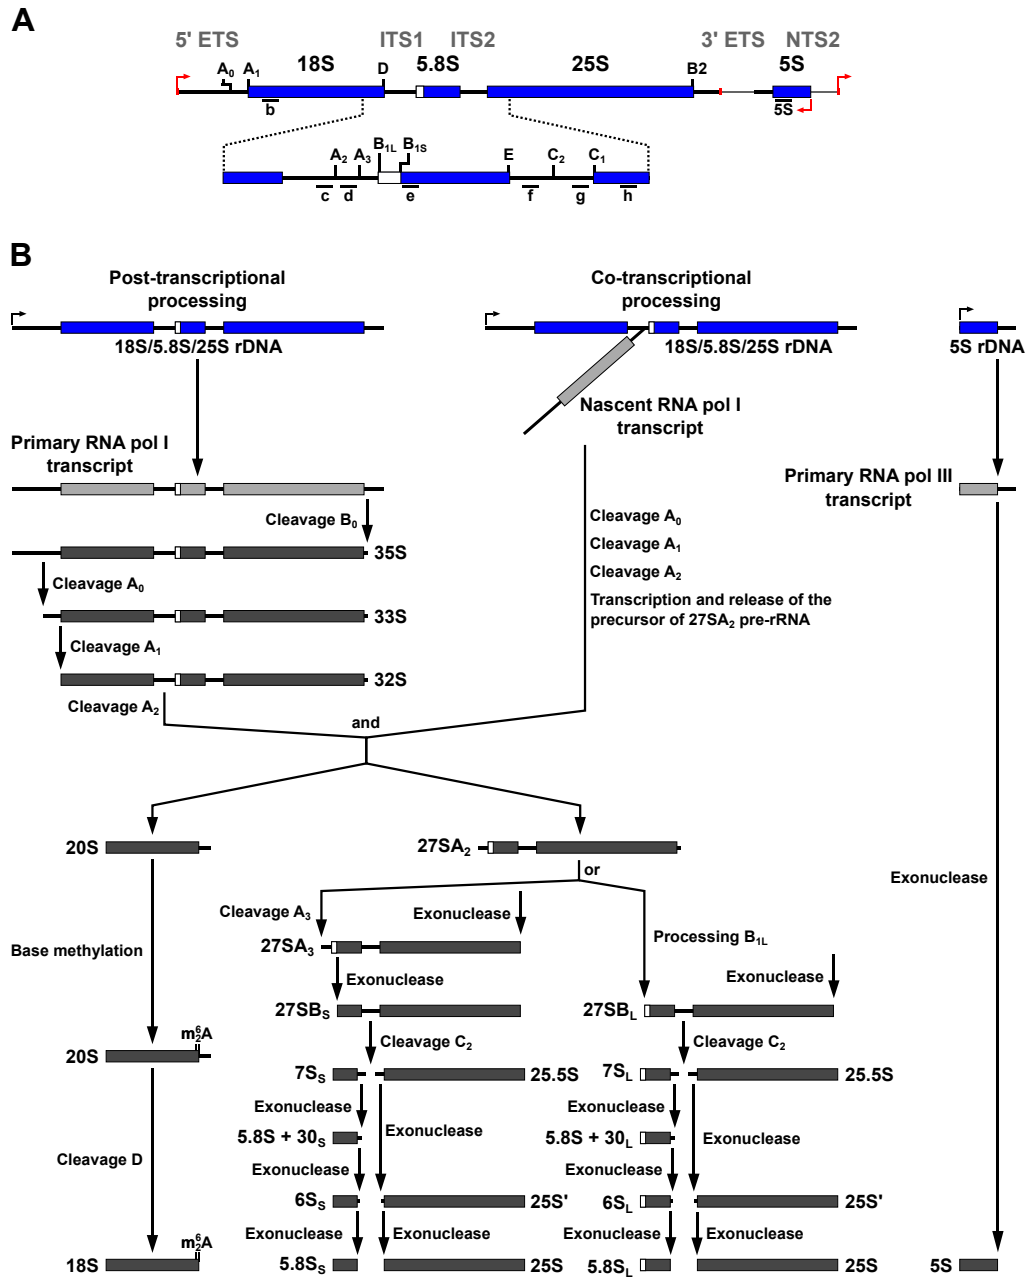 A
5' ETS
ITS1
ITS2
3' ETS
NTS2
18S
5.8S
25S
5S
A0
A1
D
B2
b
5S
A2
A3
B1L
B1S
E
C2
C1
c
d
e
f
g
h
B
Post-transcriptional
processing
Co-transcriptional
processing
18S/5.8S/25S rDNA
18S/5.8S/25S rDNA
5S rDNA
Nascent RNA pol I
transcript
Primary RNA pol I
transcript
Primary RNA pol III
transcript
Cleavage B0
35S
Cleavage A0
33S
Cleavage A1
32S
Cleavage A2
Cleavage A0
Cleavage A1
Cleavage A2
Transcription and release of the
precursor of 27SA2 pre-rRNA
and
20S
27SA2
or
Exonuclease
Cleavage A3
Exonuclease
Base methylation
27SA3
Processing B1L
Exonuclease
Exonuclease
27SBS
27SBL
m62A
Cleavage C2
Cleavage C2
20S
7SS
25.5S
7SL
25.5S
Exonuclease
Exonuclease
5.8S + 30S
Exonuclease
5.8S + 30L
Exonuclease
Cleavage D
Exonuclease
Exonuclease
6SS
25S'
6SL
25S'
Exonuclease
Exonuclease
Exonuclease
Exonuclease
m62A
18S
5.8SS
25S
5.8SL
25S
5S